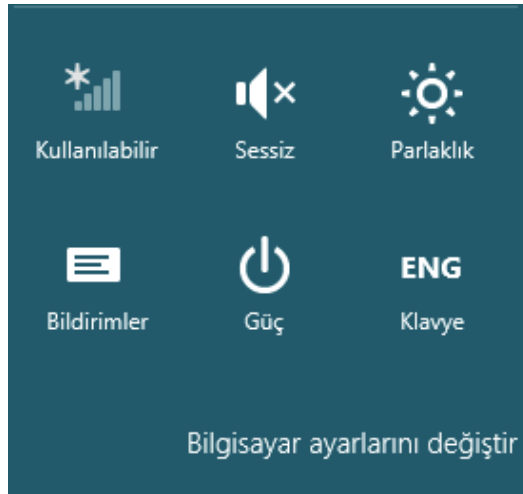 Kullanılabilir
Sessiz
Parlaklık
Bildirimler
Güç
ENG
Klavye
Bilgisayar ayarlarını değiştir